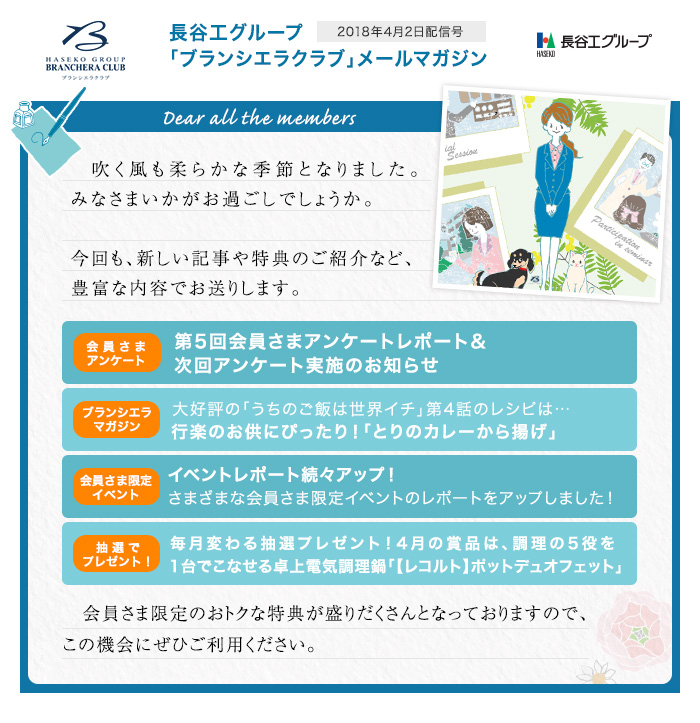 HASEKO GROUP
BRANCHERA CLUB
ブランシエラクラブ
長谷工グループ
2018年4月2日配信号
「ブランシエラクラブ」メールマガジン
HASEKO
長谷工グループ
Dear all the members
吹く風も柔らかな季節となりました。
みなさまいかがお過ごしでしょうか。
今回も、新しい記事や特典のご紹介など、
豊富な内容でお送りします。
Session
Participation
in seminar
会員さま
アンケート
第5回会員さまアンケートレポート＆
次回アンケート実施のお知らせ
ブランシエラ
マガジン
大好評の「うちのご飯は世界イチ」第4話のレシピは…
行楽のお供にぴったり！「とりのカレーから揚げ」
会員さま限定
イベント
イベントレポート続々アップ！
さまざまな会員さま限定イベントのレポートをアップしました！
抽選で
プレゼント！
毎月変わる抽選プレゼント！4月の賞品は、調理の5役を
1台でこなせる卓上電気調理鍋「【レコルト】ポットデュオフェット」
会員さま限定のおトクな特典が盛りだくさんとなっておりますので、
この機会にぜひご利用ください。